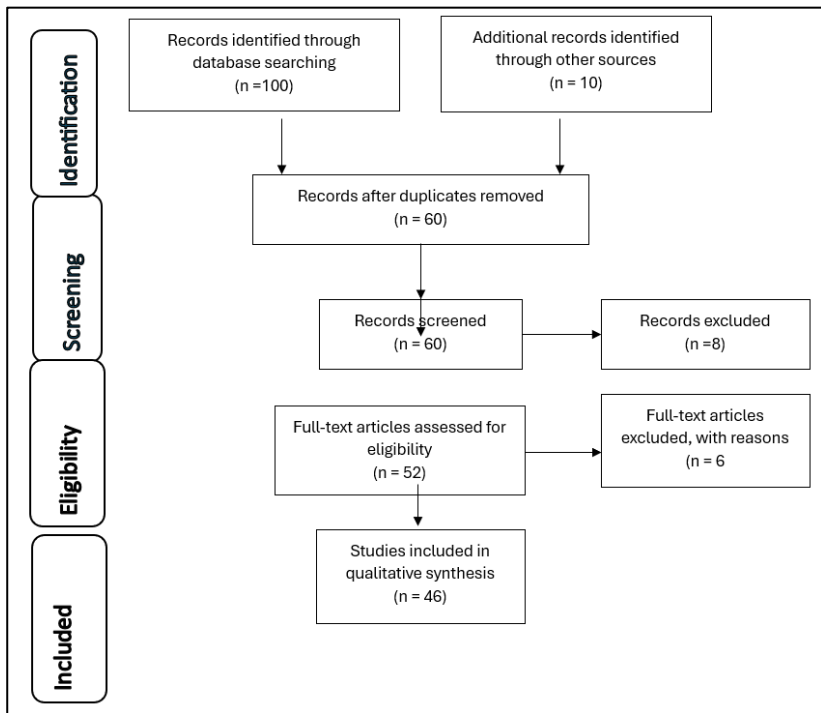 Identification
Records identified through
database searching
(n =100)
Additional records identified
through other sources
(n = 10)
Records after duplicates removed
(n = 60)
Screening
Records screened
(n = 60)
Records excluded
(n =8)
Eligibility
Full-text articles assessed for
eligibility
(n = 52)
Full-text articles
excluded, with reasons
(n = 6
Included
Studies included in
qualitative synthesis
(n = 46)